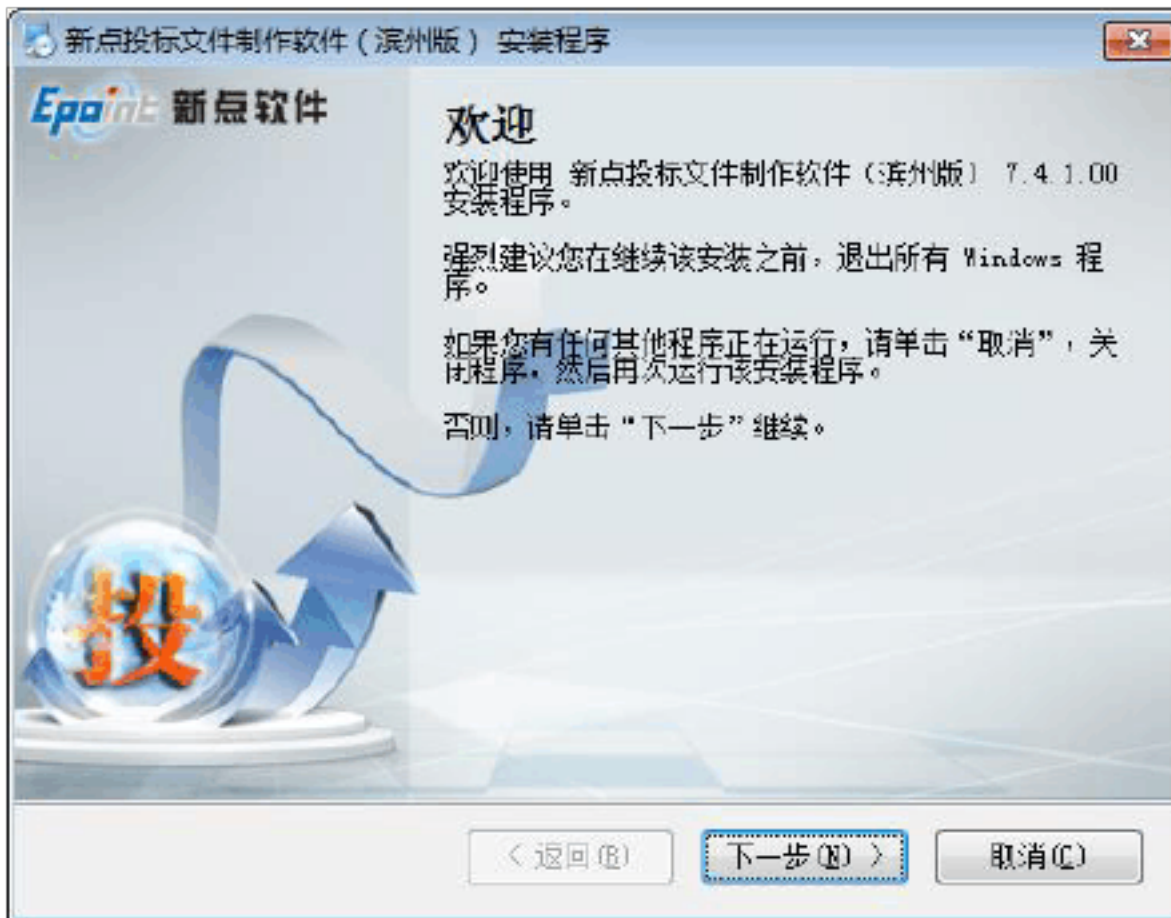 新点投标文件制作软件（滨州版） 安装程序
Epoint 新点软件
欢迎
欢迎使用 新点投标文件制作软件（滨州版） 7.4.1.00
安装程序。
强烈建议您在继续该安装之前，退出所有 Windows 程
序。
如果您有任何其他程序正在运行，请单击“取消”，关
闭程序，然后再次运行该安装程序。
否则，请单击“下一步”继续。
投
< 返回(B)
下一步(N) >
取消(C)